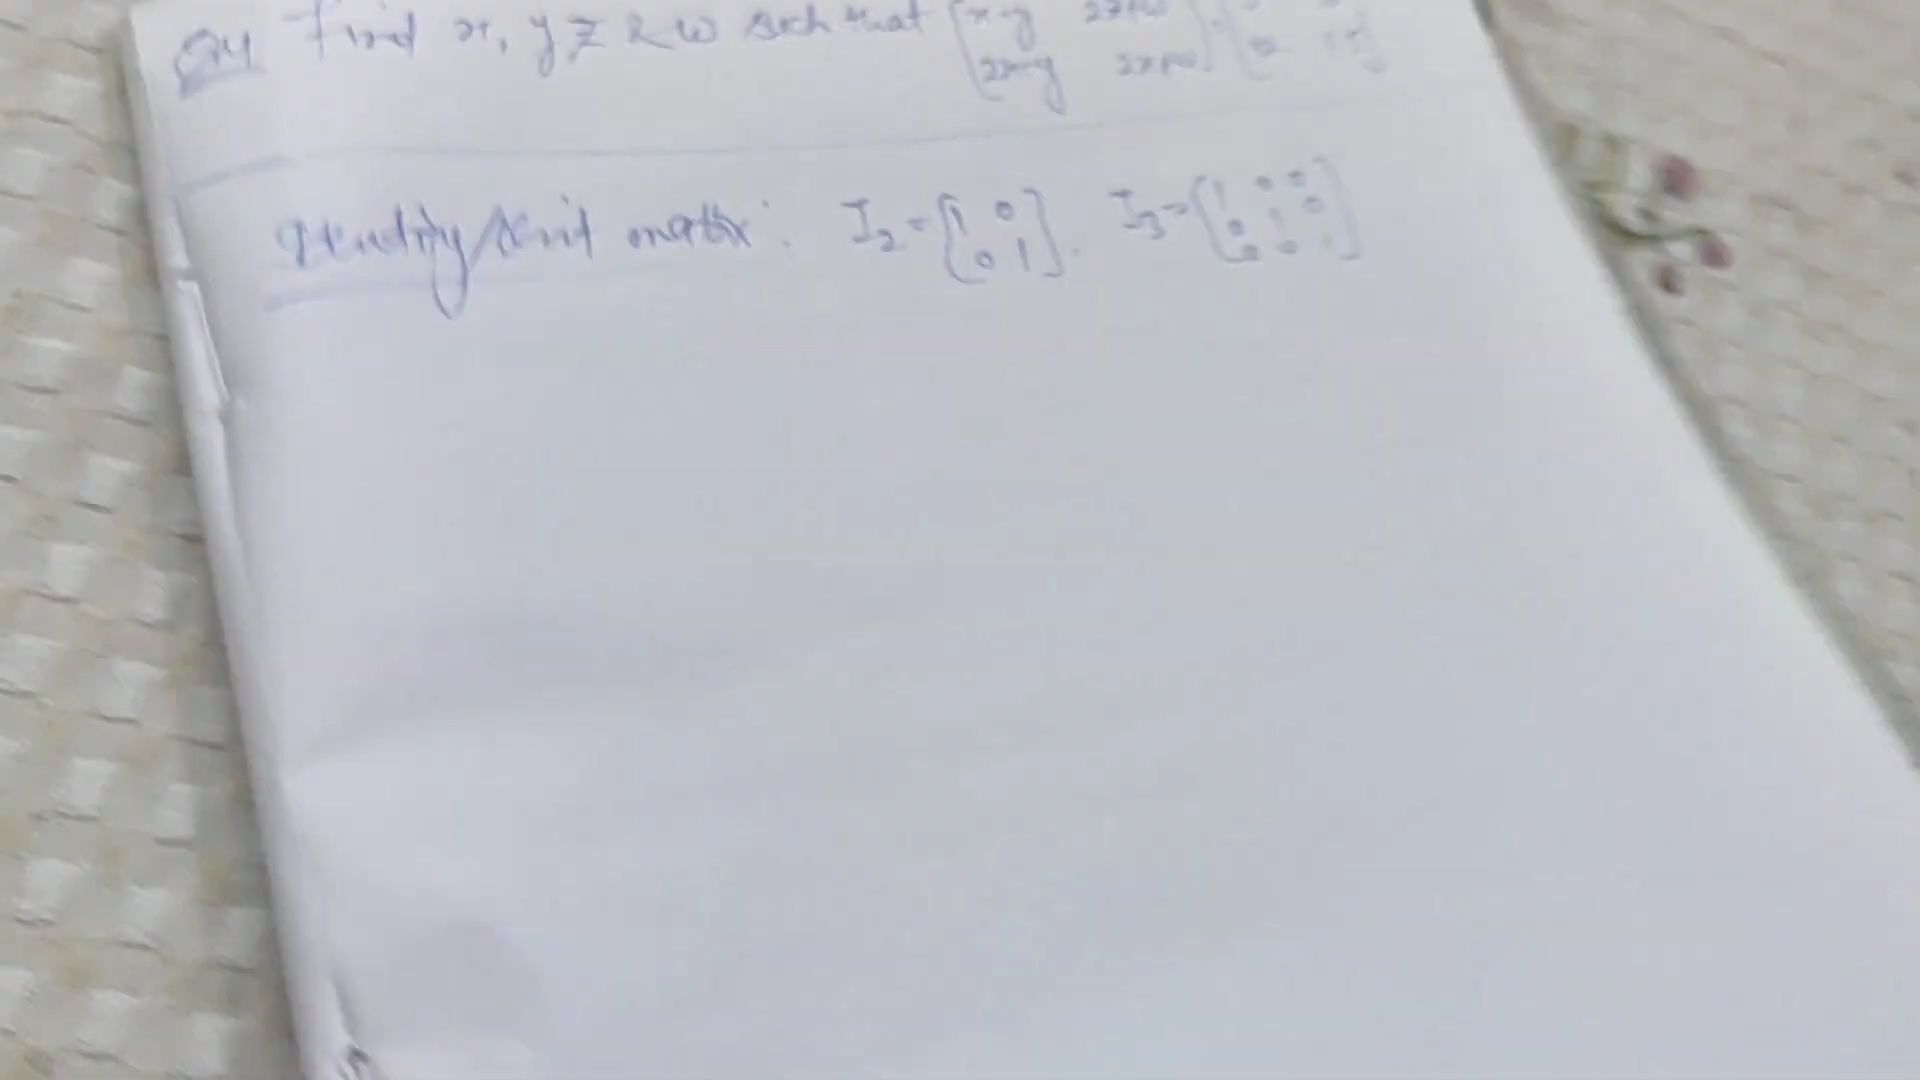 Q4 Find x, y z & w such that [x-y
[2x-y
Identity/Unit matrix: I2 = [1 0 I3 = [1 0 0
0 1]. 0 1 0
0 0 1]